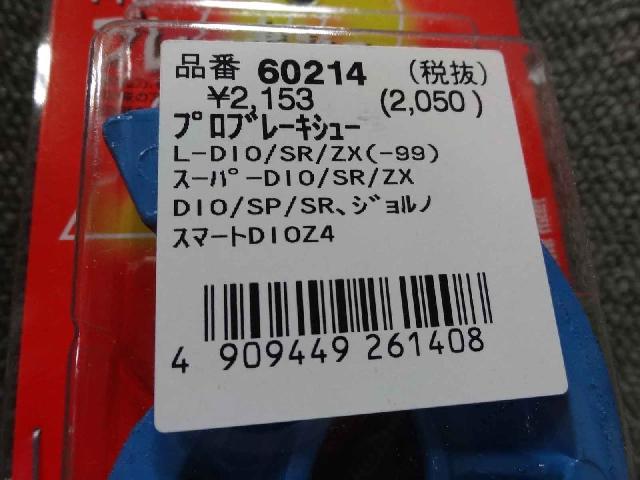 品番 60214 (税抜)
¥2,153 (2,050)
ﾌﾟﾛﾌﾞﾚｰｷｼｭｰ
L-DIO/SR/ZX(-99)
ｽｰﾊﾟｰDIO/SR/ZX
DIO/SP/SR、ｼﾞｮﾙﾉ
ｽﾏｰﾄDIOZ4
4 909449 261408